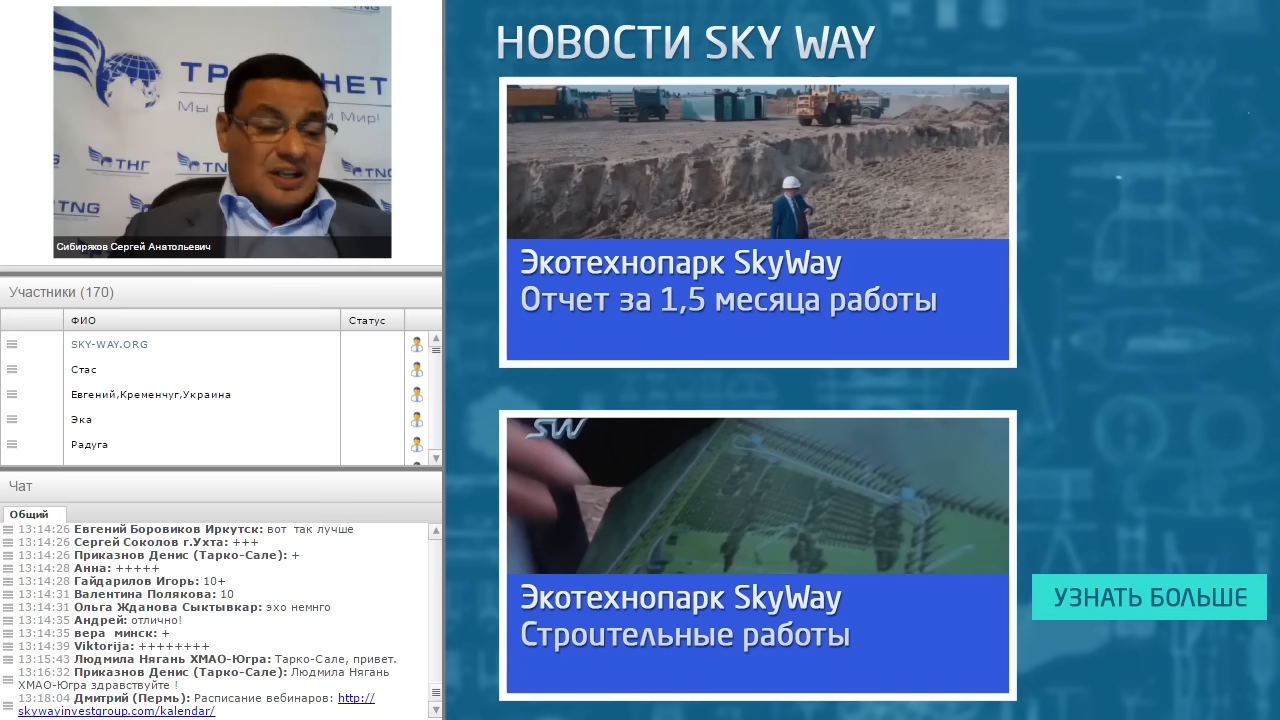 ТР НЕТ
Мы
Мир!
TNG
ТНГ
TNG
TNG
TNG
Сибиряков Сергей Анатольевич
Участники (170)
ФИО Статус
SKY-WAY.ORG
Стас
Евгений,Кременчуг,Украина
Эка
Радуга
Чат
Общий
13:14:26 Евгений Боровиков Иркутск: вот так лучше
13:14:26 Сергей Соколов г.Ухта: +++
13:14:26 Приказнов Денис (Тарко-Сале): +
13:14:28 Анна: +++++
13:14:28 Гайдарилов Игорь: 10+
13:14:31 Валентина Полякова: 10
13:14:31 Ольга Жданова Сыктывкар: эхо немнго
13:14:35 Андрей: отлично!
13:14:35 вера минск: +
13:14:39 Viktorija: ++++++++
13:15:43 Людмила Нягань ХМАО-Югра: Тарко-Сале, привет.
13:16:32 Приказнов Денис (Тарко-Сале): Людмила Нягань
ХМАО-Югра здравствуйте !
13:18:04 Дмитрий (Пермь): Расписание вебинаров: http://
skywayinvestgroup.com/kalendar/
НОВОСТИ SKY WAY
Экотехнопарк SkyWay
Отчет за 1,5 месяца работы
SW
Экотехнопарк SkyWay
Строительные работы
УЗНАТЬ БОЛЬШЕ